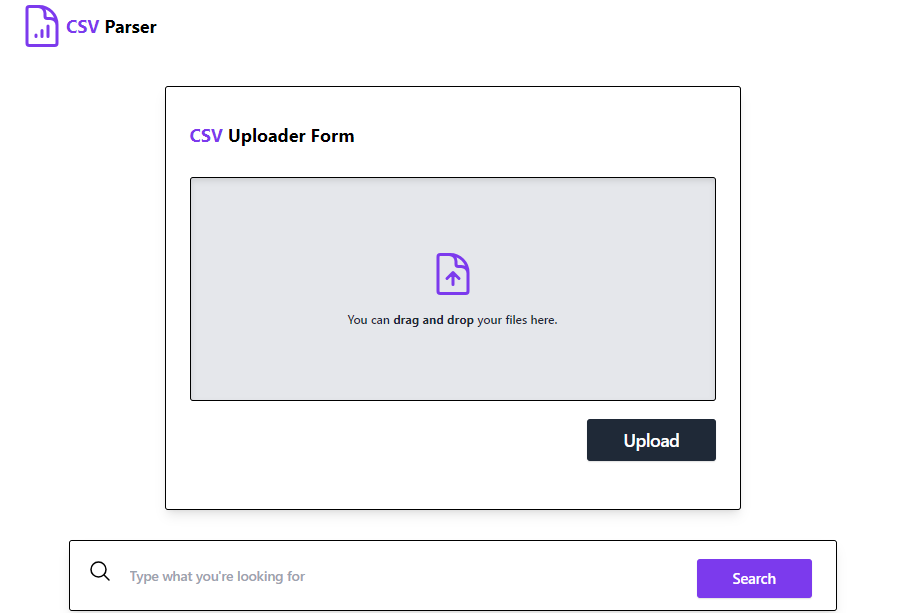 CSV Parser
CSV Uploader Form
You can drag and drop your files here.
Upload
Type what you're looking for
Search